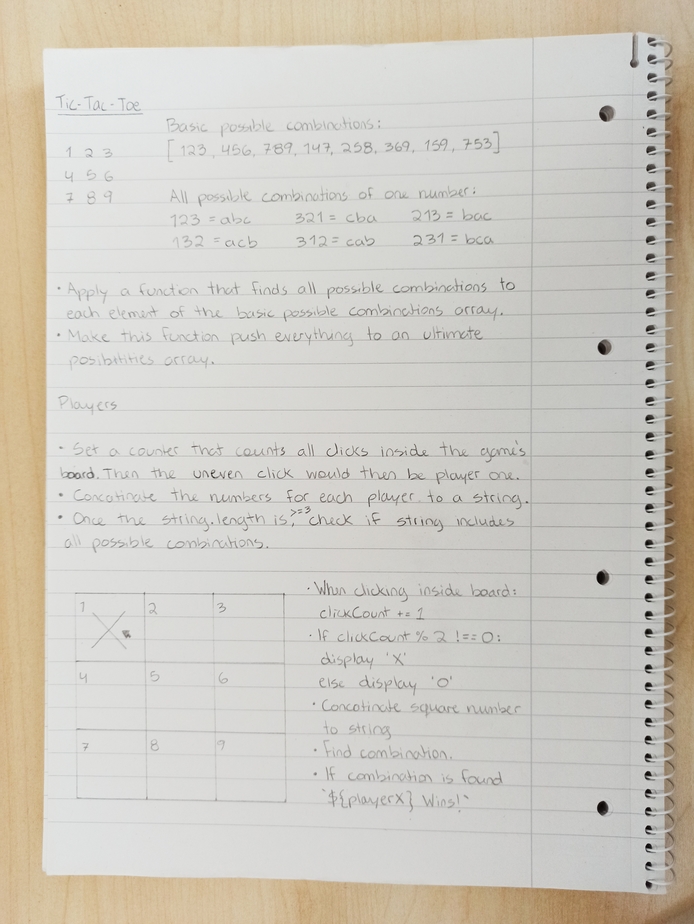 Tic-Tac-Toe
Basic possible combinations:
1 2 3
[ 123, 456, 789, 147, 258, 369, 159, 753]
4 5 6
7 8 9
All possible combinations of one number:
123 = abc 321 = cba 213 = bac
132 = acb 312 = cab 231 = bca
• Apply a function that finds all possible combinations to
each element of the basic possible combinations array.
• Make this function push everything to an ultimate
posibilities array.
Players
• Set a counter that counts all clicks inside the game's
board. Then the uneven click would then be player one.
• Concatinate the numbers for each player to a string.
• Once the string.length is >=3, check if string includes
all possible combinations.
1 2 3
X
4 5 6
7 8 9
• When clicking inside board:
clickCount += 1
• If clickCount % 2 !== 0:
display 'X'
else display 'O'
• Concatinate square number
to string
• Find combination.
• If combination is found
`${playerX} Wins!`